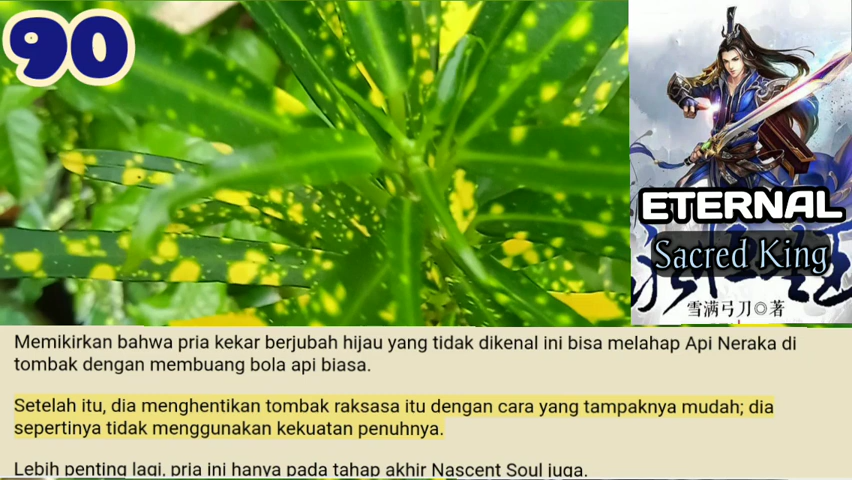 90
ETERNAL
Sacred King
雪满弓刀◎著
Memikirkan bahwa pria kekar berjubah hijau yang tidak dikenal ini bisa melahap Api Neraka di
tombak dengan membuang bola api biasa.
Setelah itu, dia menghentikan tombak raksasa itu dengan cara yang tampaknya mudah; dia
sepertinya tidak menggunakan kekuatan penuhnya.
Lebih penting lagi, pria ini hanya pada tahap akhir Nascent Soul juga.